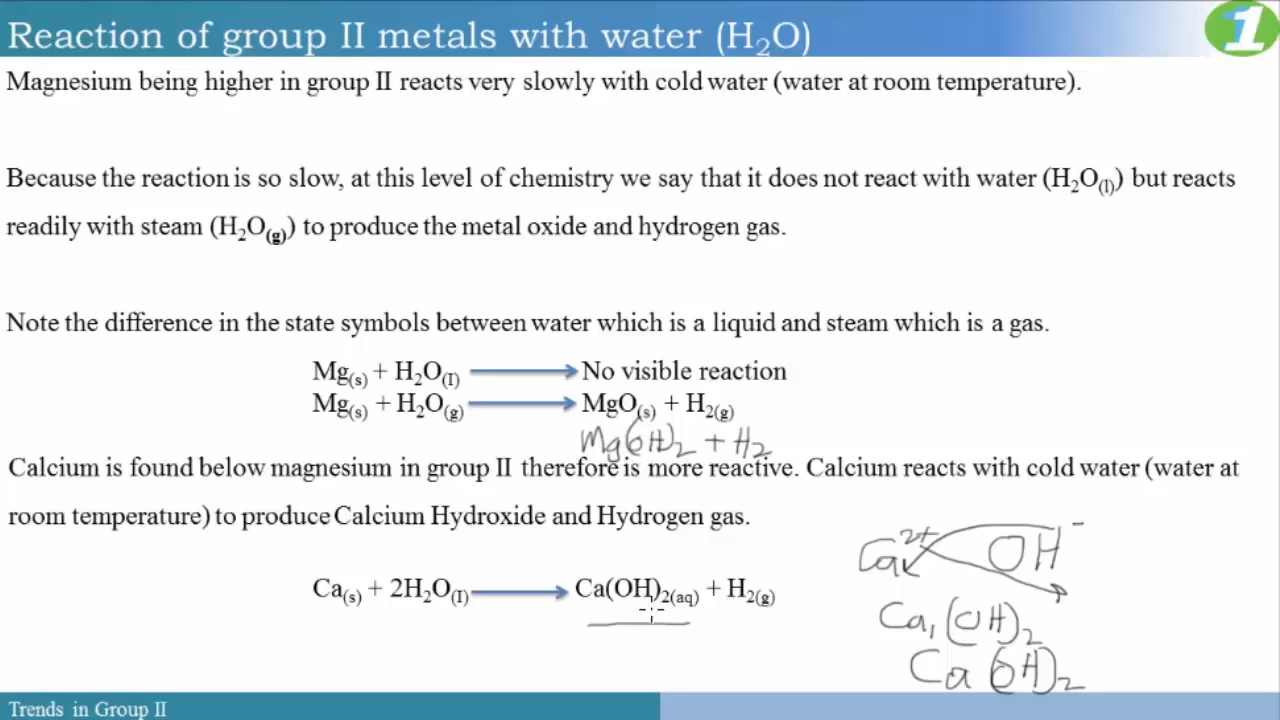 Reaction of group II metals with water (H₂O)
1
Magnesium being higher in group II reacts very slowly with cold water (water at room temperature).
Because the reaction is so slow, at this level of chemistry we say that it does not react with water (H₂O(l)) but reacts
readily with steam (H₂O(g)) to produce the metal oxide and hydrogen gas.
Note the difference in the state symbols between water which is a liquid and steam which is a gas.
Mg(s) + H₂O(I) → No visible reaction
Mg(s) + H₂O(g) → MgO(s) + H₂(g)
Mg(OH)₂ + H₂
Calcium is found below magnesium in group II therefore is more reactive. Calcium reacts with cold water (water at
room temperature) to produce Calcium Hydroxide and Hydrogen gas.
Ca²⁺ OH⁻
Ca(s) + 2H₂O(I) → Ca(OH)₂(aq) + H₂(g)
Ca₁(OH)₂
Ca(OH)₂
Trends in Group II